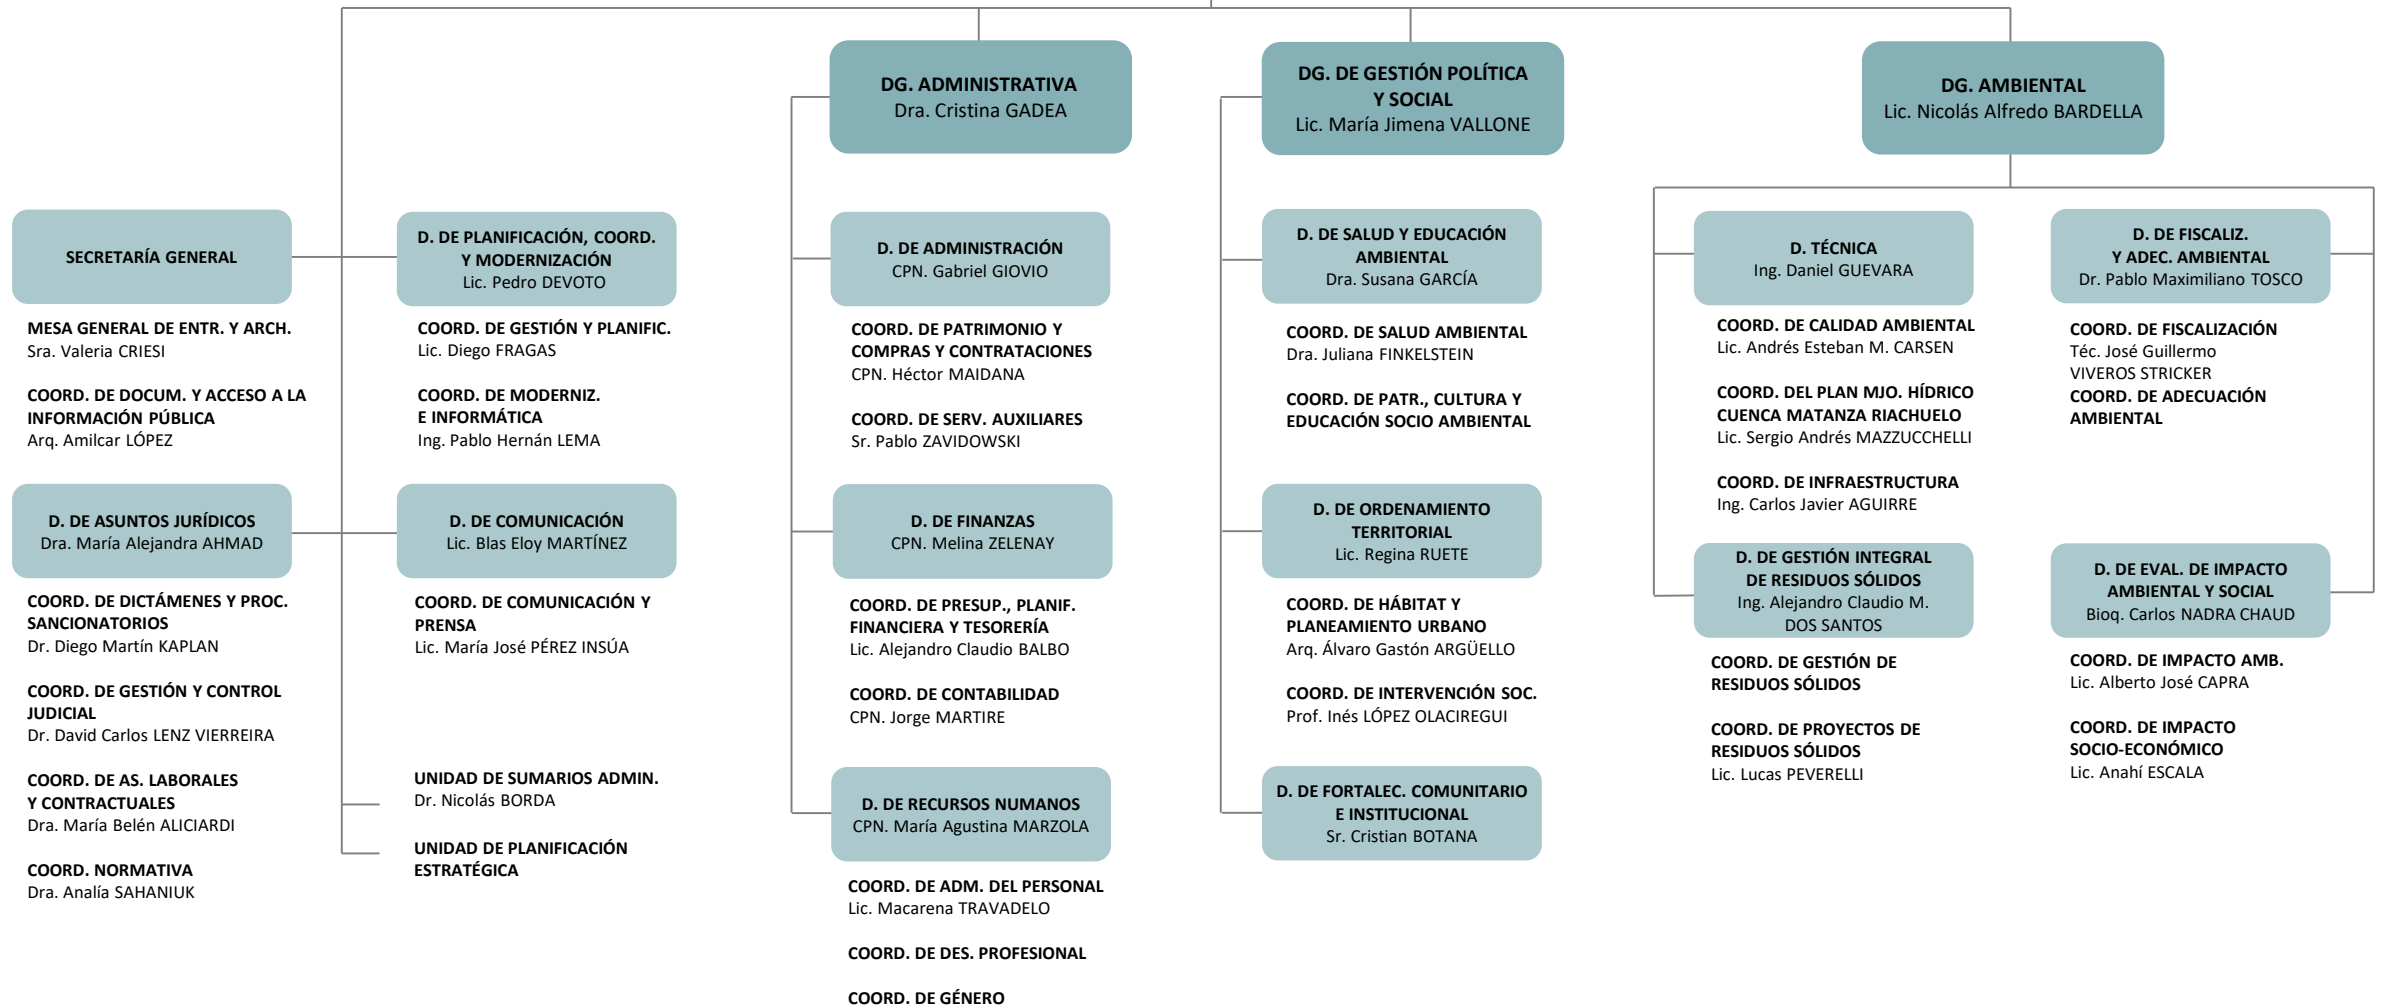 DG. ADMINISTRATIVA
Dra. Cristina GADEA
DG. DE GESTIÓN POLÍTICA
Y SOCIAL
Lic. María Jimena VALLONE
DG. AMBIENTAL
Lic. Nicolás Alfredo BARDELLA
SECRETARÍA GENERAL
MESA GENERAL DE ENTR. Y ARCH.
Sra. Valeria CRIESI
COORD. DE DOCUM. Y ACCESO A LA
INFORMACIÓN PÚBLICA
Arq. Amilcar LÓPEZ
D. DE ASUNTOS JURÍDICOS
Dra. María Alejandra AHMAD
COORD. DE DICTÁMENES Y PROC.
SANCIONATORIOS
Dr. Diego Martín KAPLAN
COORD. DE GESTIÓN Y CONTROL
JUDICIAL
Dr. David Carlos LENZ VIERREIRA
COORD. DE AS. LABORALES
Y CONTRACTUALES
Dra. María Belén ALICIARDI
COORD. NORMATIVA
Dra. Analía SAHANIUK
D. DE PLANIFICACIÓN, COORD.
Y MODERNIZACIÓN
Lic. Pedro DEVOTO
COORD. DE GESTIÓN Y PLANIFIC.
Lic. Diego FRAGAS
COORD. DE MODERNIZ.
E INFORMÁTICA
Ing. Pablo Hernán LEMA
D. DE COMUNICACIÓN
Lic. Blas Eloy MARTÍNEZ
COORD. DE COMUNICACIÓN Y
PRENSA
Lic. María José PÉREZ INSÚA
UNIDAD DE SUMARIOS ADMIN.
Dr. Nicolás BORDA
UNIDAD DE PLANIFICACIÓN
ESTRATÉGICA
D. DE ADMINISTRACIÓN
CPN. Gabriel GIOVIO
COORD. DE PATRIMONIO Y
COMPRAS Y CONTRATACIONES
CPN. Héctor MAIDANA
COORD. DE SERV. AUXILIARES
Sr. Pablo ZAVIDOWSKI
D. DE FINANZAS
CPN. Melina ZELENAY
COORD. DE PRESUP., PLANIF.
FINANCIERA Y TESORERÍA
Lic. Alejandro Claudio BALBO
COORD. DE CONTABILIDAD
CPN. Jorge MARTIRE
D. DE RECURSOS NUMANOS
CPN. María Agustina MARZOLA
COORD. DE ADM. DEL PERSONAL
Lic. Macarena TRAVADELO
COORD. DE DES. PROFESIONAL
COORD. DE GÉNERO
D. DE SALUD Y EDUCACIÓN
AMBIENTAL
Dra. Susana GARCÍA
COORD. DE SALUD AMBIENTAL
Dra. Juliana FINKELSTEIN
COORD. DE PATR., CULTURA Y
EDUCACIÓN SOCIO AMBIENTAL
D. DE ORDENAMIENTO
TERRITORIAL
Lic. Regina RUETE
COORD. DE HÁBITAT Y
PLANEAMIENTO URBANO
Arq. Álvaro Gastón ARGÜELLO
COORD. DE INTERVENCIÓN SOC.
Prof. Inés LÓPEZ OLACIREGUI
D. DE FORTALEC. COMUNITARIO
E INSTITUCIONAL
Sr. Cristian BOTANA
D. TÉCNICA
Ing. Daniel GUEVARA
COORD. DE CALIDAD AMBIENTAL
Lic. Andrés Esteban M. CARSEN
COORD. DEL PLAN MJO. HÍDRICO
CUENCA MATANZA RIACHUELO
Lic. Sergio Andrés MAZZUCCHELLI
COORD. DE INFRAESTRUCTURA
Ing. Carlos Javier AGUIRRE
D. DE GESTIÓN INTEGRAL
DE RESIDUOS SÓLIDOS
Ing. Alejandro Claudio M.
DOS SANTOS
COORD. DE GESTIÓN DE
RESIDUOS SÓLIDOS
COORD. DE PROYECTOS DE
RESIDUOS SÓLIDOS
Lic. Lucas PEVERELLI
D. DE FISCALIZ.
Y ADEC. AMBIENTAL
Dr. Pablo Maximiliano TOSCO
COORD. DE FISCALIZACIÓN
Téc. José Guillermo
VIVEROS STRICKER
COORD. DE ADECUACIÓN
AMBIENTAL
D. DE EVAL. DE IMPACTO
AMBIENTAL Y SOCIAL
Bioq. Carlos NADRA CHAUD
COORD. DE IMPACTO AMB.
Lic. Alberto José CAPRA
COORD. DE IMPACTO
SOCIO-ECONÓMICO
Lic. Anahí ESCALA